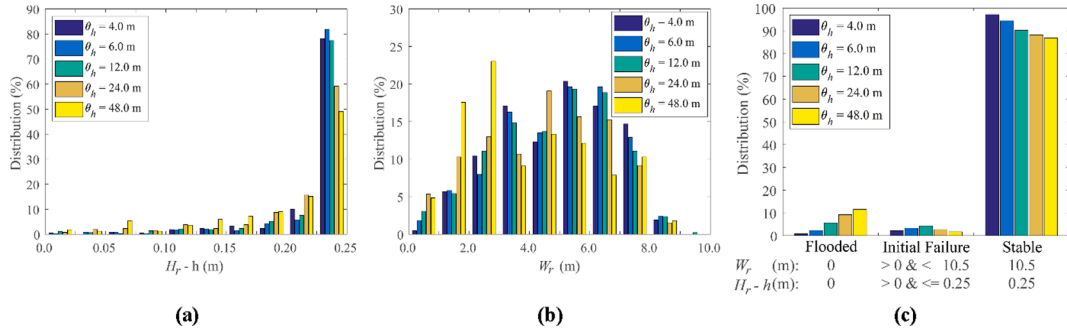 90
80
70
60
50
40
30
20
10
0
Distribution (%)
θh = 4.0 m
θh = 6.0 m
θh = 12.0 m
θh − 24.0 m
θh = 48.0 m
0.0 0.05 0.10 0.15 0.20 0.25
Hr - h (m)
(a)
30
25
20
15
10
5
0
Distribution (%)
θh − 4.0 m
θh = 6.0 m
θh = 12.0 m
θh = 24.0 m
θh = 48.0 m
0.0 2.0 4.0 6.0 8.0 10.0
Wr (m)
(b)
100
90
80
70
60
50
40
30
20
10
0
Distribution (%)
θh = 4.0 m
θh = 6.0 m
θh = 12.0 m
θh = 24.0 m
θh = 48.0 m
Flooded Initial Failure Stable
Wr (m): 0 > 0 & < 10.5 10.5
Hr - h(m): 0 > 0 & <= 0.25 0.25
(c)